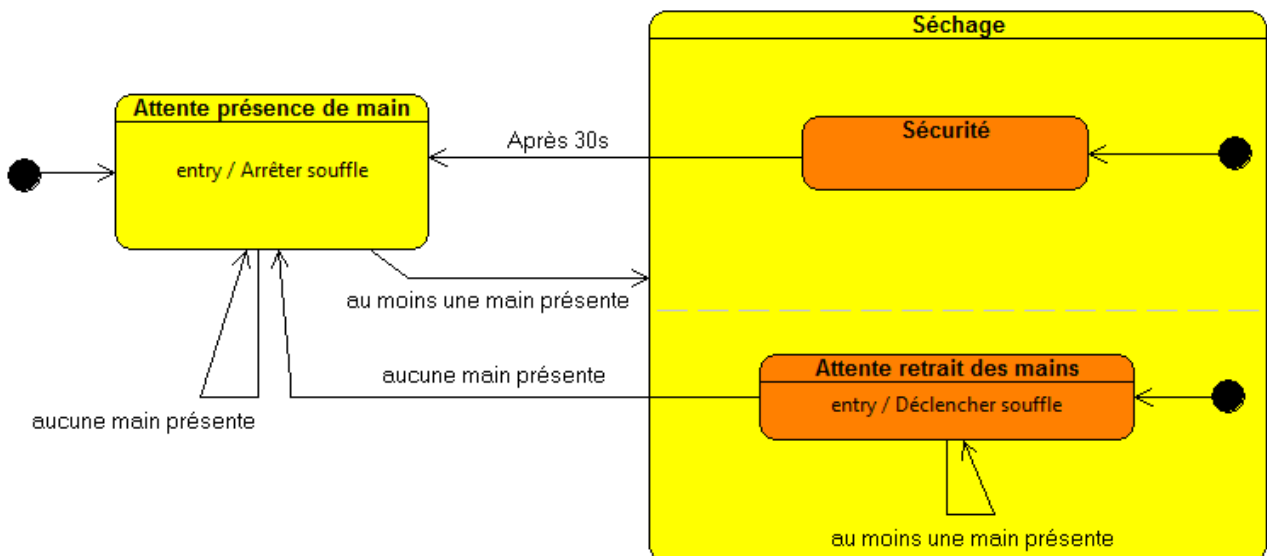 Séchage
Attente présence de main
entry / Arrêter souffle
Après 30s
Sécurité
au moins une main présente
aucune main présente
aucune main présente
Attente retrait des mains
entry / Déclencher souffle
au moins une main présente